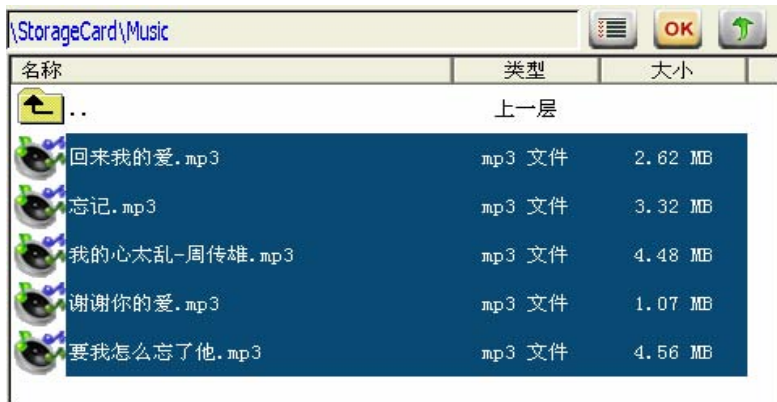 \StorageCard\Music OK
名称 类型 大小
.. 上一层
回来我的爱.mp3 mp3 文件 2.62 MB
忘记.mp3 mp3 文件 3.32 MB
我的心太乱-周传雄.mp3 mp3 文件 4.48 MB
谢谢你的爱.mp3 mp3 文件 1.07 MB
要我怎么忘了他.mp3 mp3 文件 4.56 MB